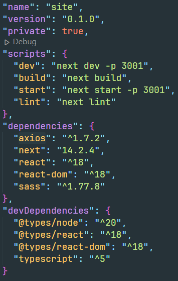 "name": "site",
"version": "0.1.0",
"private": true,
Debug
"scripts": {
"dev": "next dev -p 3001",
"build": "next build",
"start": "next start -p 3001",
"lint": "next lint"
},
"dependencies": {
"axios": "^1.7.2",
"next": "14.2.4",
"react": "^18",
"react-dom": "^18",
"sass": "^1.77.8"
},
"devDependencies": {
"@types/node": "^20",
"@types/react": "^18",
"@types/react-dom": "^18",
"typescript": "^5"
}